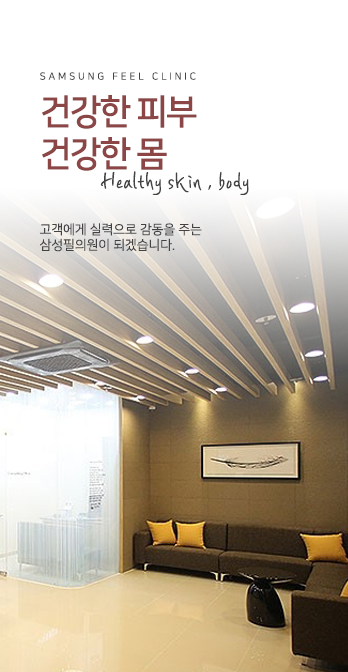 SAMSUNG FEEL CLINIC
건강한 피부
건강한 몸
Healthy skin , body
고객에게 실력으로 감동을 주는
삼성필의원이 되겠습니다.